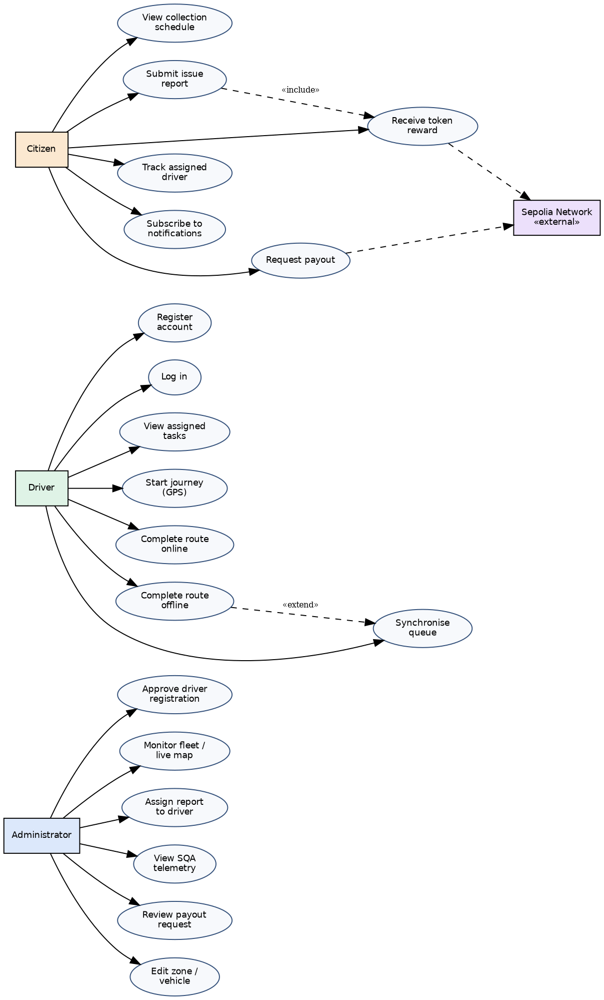 View collection
schedule
Submit issue
report
«include»
Receive token
reward
Citizen
Track assigned
driver
Sepolia Network
«external»
Subscribe to
notifications
Request payout
Register
account
Log in
View assigned
tasks
Driver
Start journey
(GPS)
Complete route
online
Complete route
offline
«extend»
Synchronise
queue
Approve driver
registration
Monitor fleet /
live map
Assign report
to driver
Administrator
View SQA
telemetry
Review payout
request
Edit zone /
vehicle